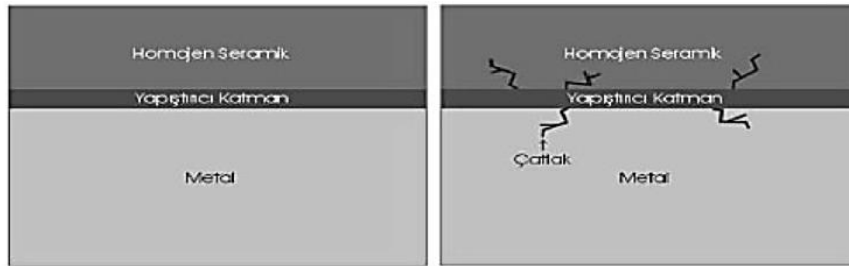 Homojen Seramik
Yapıştırıcı Katman
Metal
Homojen Seramik
Yapıştırıcı Katman
Çatlak
Metal